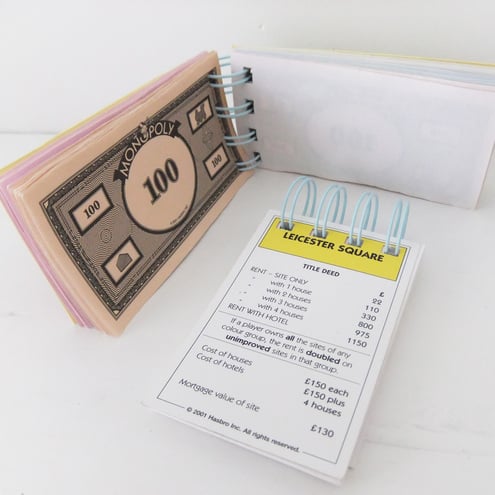 MONOPOLY
100
100
100
LEICESTER SQUARE
TITLE DEED
£
RENT - SITE ONLY 22
" with 1 house 110
" with 2 houses 330
" with 3 houses 800
" with 4 houses 975
RENT WITH HOTEL 1150
If a player owns all the sites of any
colour group, the rent is doubled on
unimproved sites in that group.
Cost of houses £150 each
Cost of hotels £150 plus
4 houses
Mortgage value of site £130
© 2001 Hasbro Inc. All rights reserved.